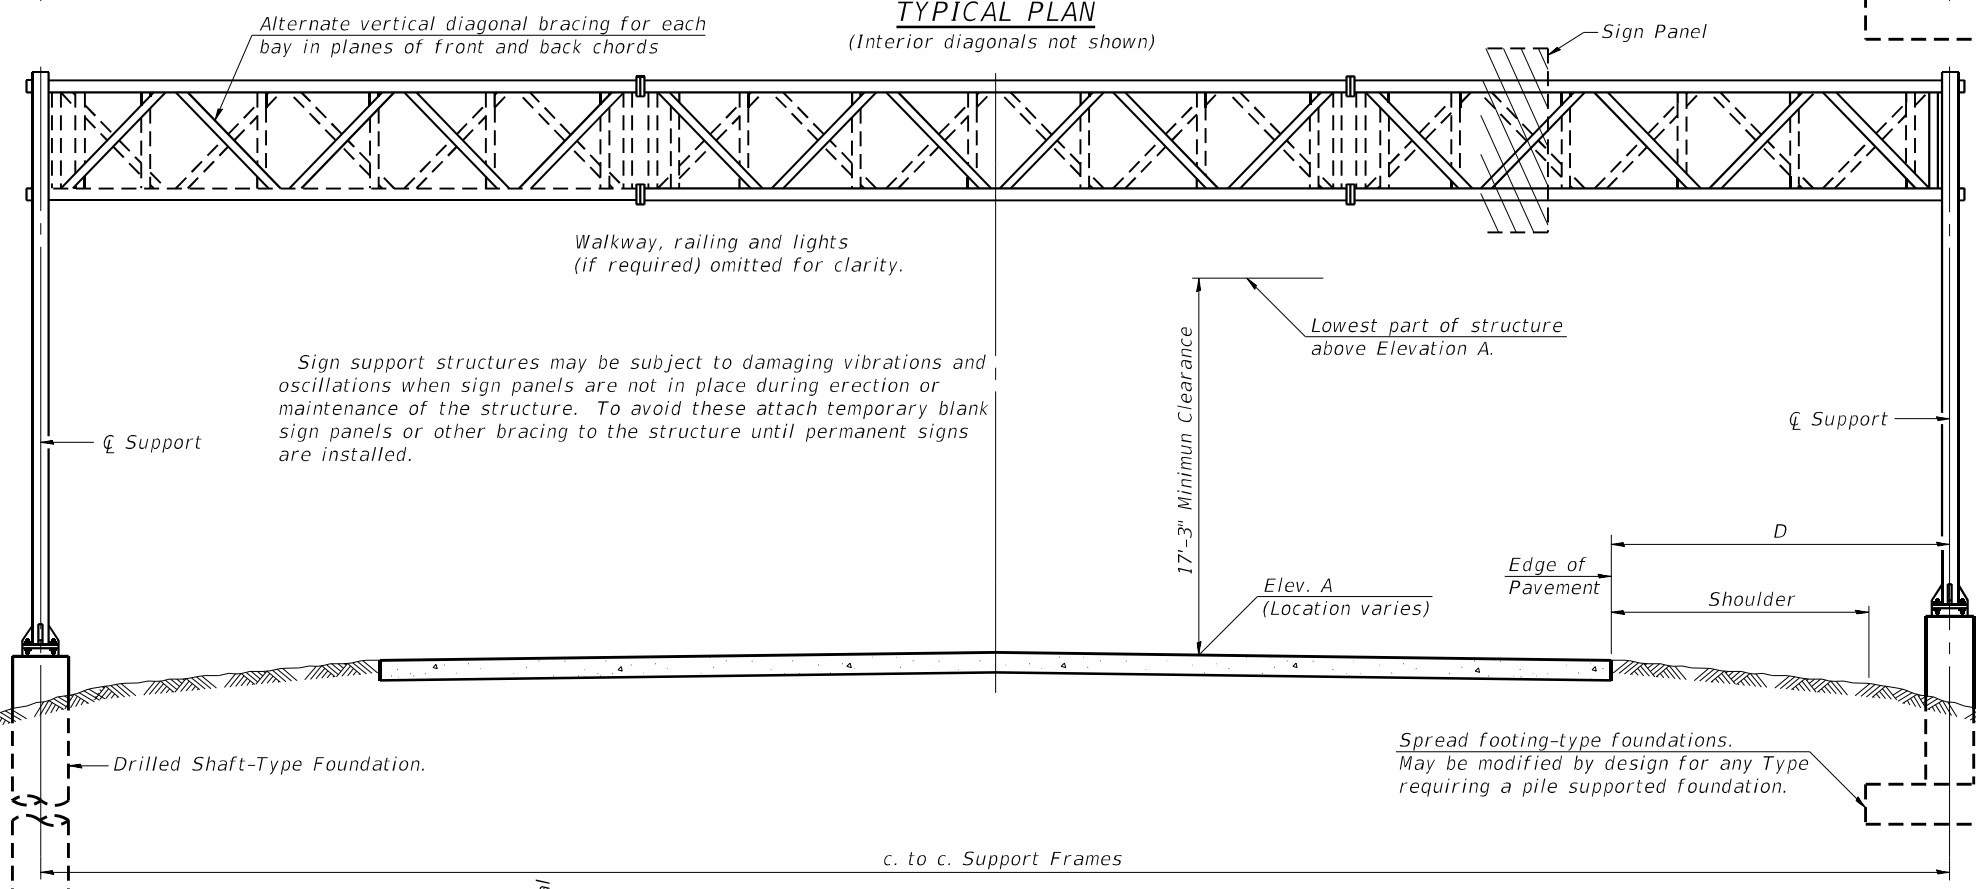 TYPICAL PLAN
(Interior diagonals not shown)
Alternate vertical diagonal bracing for each
bay in planes of front and back chords
Sign Panel
Walkway, railing and lights
(if required) omitted for clarity.
Lowest part of structure
above Elevation A.
17'-3" Minimun Clearance
Sign support structures may be subject to damaging vibrations and
oscillations when sign panels are not in place during erection or
maintenance of the structure. To avoid these attach temporary blank
sign panels or other bracing to the structure until permanent signs
are installed.
℄ Support
℄ Support
D
Edge of
Pavement
Shoulder
Elev. A
(Location varies)
Drilled Shaft-Type Foundation.
Spread footing-type foundations.
May be modified by design for any Type
requiring a pile supported foundation.
c. to c. Support Frames